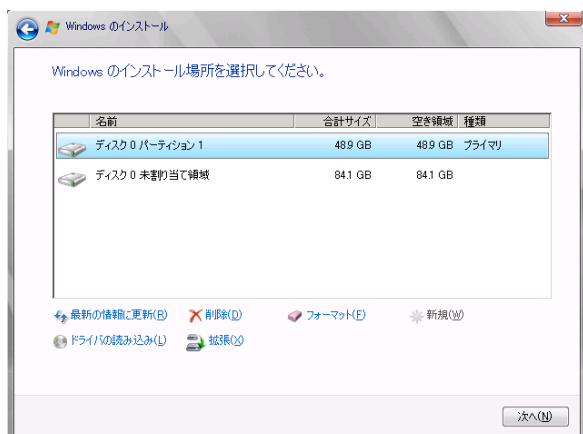 Windows のインストール
Windows のインストール場所を選択してください。
名前 合計サイズ 空き領域 種類
ディスク 0 パーティション 1 48.9 GB 48.9 GB プライマリ
ディスク 0 未割り当て領域 84.1 GB 84.1 GB
最新の情報に更新(R) 削除(D) フォーマット(F) 新規(W)
ドライバの読み込み(L) 拡張(X)
次へ(N)